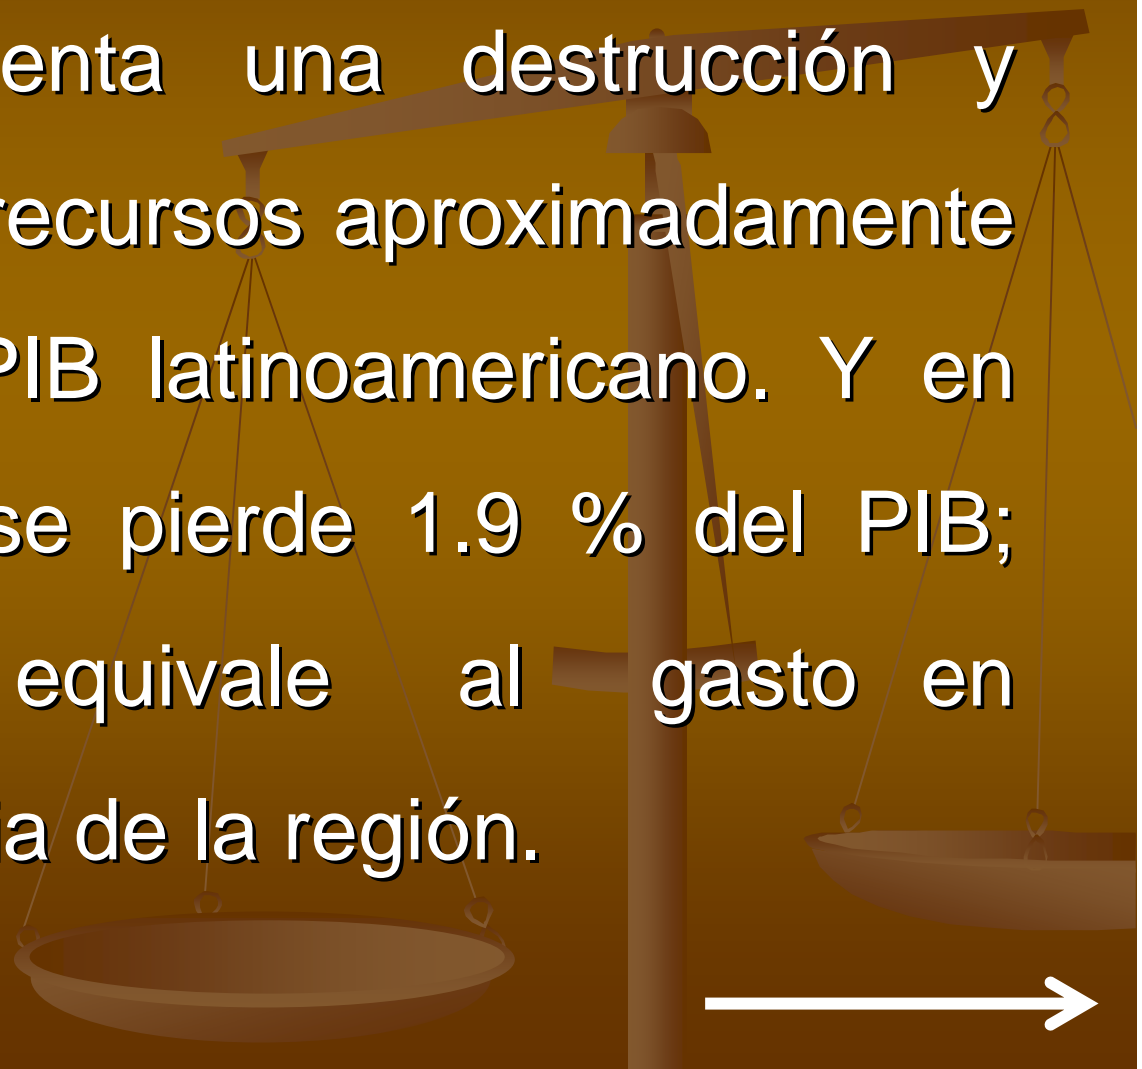 enta una destrucción y
recursos aproximadamente
PIB latinoamericano. Y en
se pierde 1.9 % del PIB;
equivale al gasto en
ia de la región.